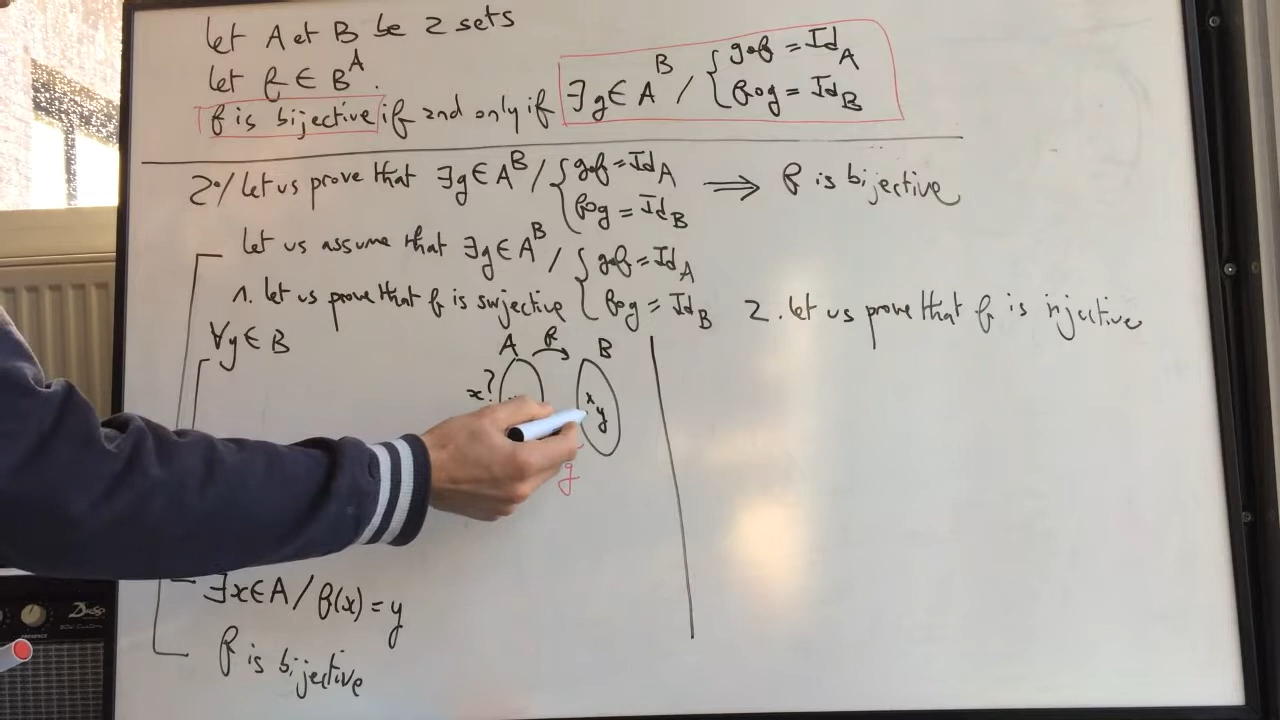 let A et B be 2 sets
let f ∈ B^A.
f is bijective if and only if ∃g ∈ A^B / { g∘f = Id_A
f∘g = Id_B
2°/ let us prove that ∃g ∈ A^B / { g∘f = Id_A
f∘g = Id_B ⟹ f is bijective
let us assume that ∃g ∈ A^B / { g∘f = Id_A
f∘g = Id_B
1. let us prove that f is surjective
∀y ∈ B
A f B
x?
x y
g
∃x ∈ A / f(x) = y
f is bijective
2. let us prove that f is injective
PRESENCE